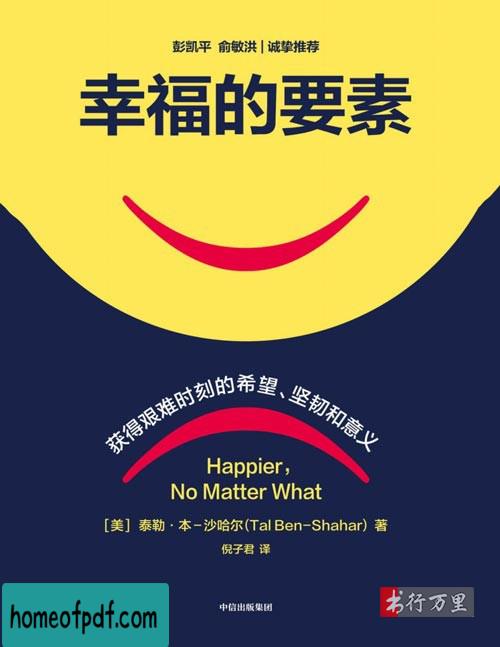 彭凯平 俞敏洪|诚挚推荐
幸福的要素
获得艰难时刻的希望、坚韧和意义
Happier,
No Matter What
[美] 泰勒·本-沙哈尔(Tal Ben-Shahar) 著
倪子君 译
中信出版集团
homeofpdf.com
书行万里